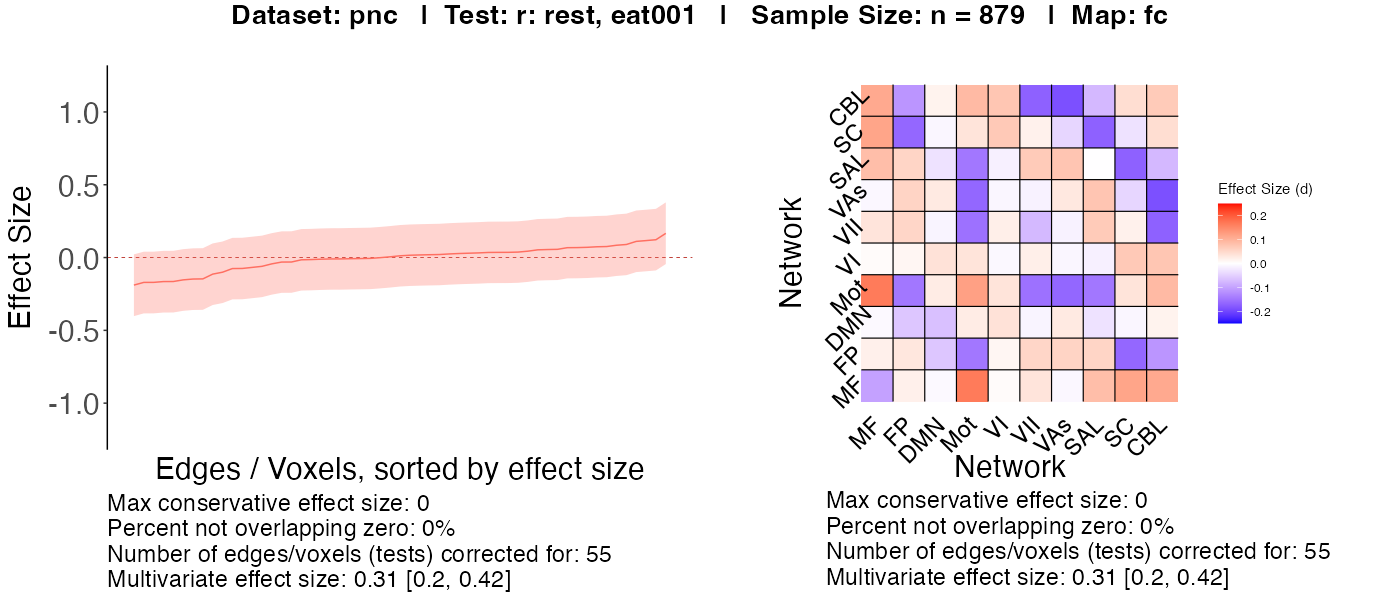 Dataset: pnc | Test: r: rest, eat001 | Sample Size: n = 879 | Map: fc
Effect Size
1.0
0.5
0.0
-0.5
-1.0
Edges / Voxels, sorted by effect size
Max conservative effect size: 0
Percent not overlapping zero: 0%
Number of edges/voxels (tests) corrected for: 55
Multivariate effect size: 0.31 [0.2, 0.42]
Network
CBL
SC
SAL
VAs
VII
VI
Mot
DMN
FP
MF
MF FP DMN Mot VI VII VAs SAL SC CBL
Network
Effect Size (d)
0.2
0.1
0.0
-0.1
-0.2
Max conservative effect size: 0
Percent not overlapping zero: 0%
Number of edges/voxels (tests) corrected for: 55
Multivariate effect size: 0.31 [0.2, 0.42]